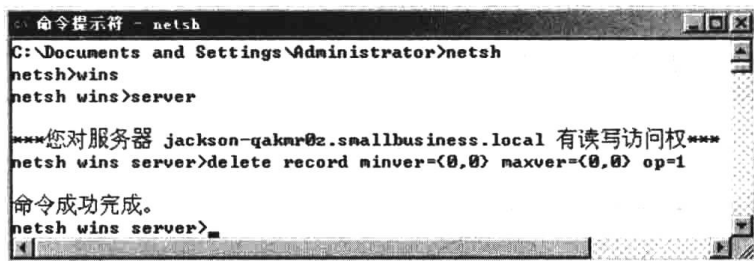 命令提示符 - netsh
C:\Documents and Settings\Administrator>netsh
netsh>wins
netsh wins>server
***您对服务器 jackson-qakmr0z.smallbusiness.local 有读写访问权***
netsh wins server>delete record minver={0,0} maxver={0,0} op=1
命令成功完成。
netsh wins server>_